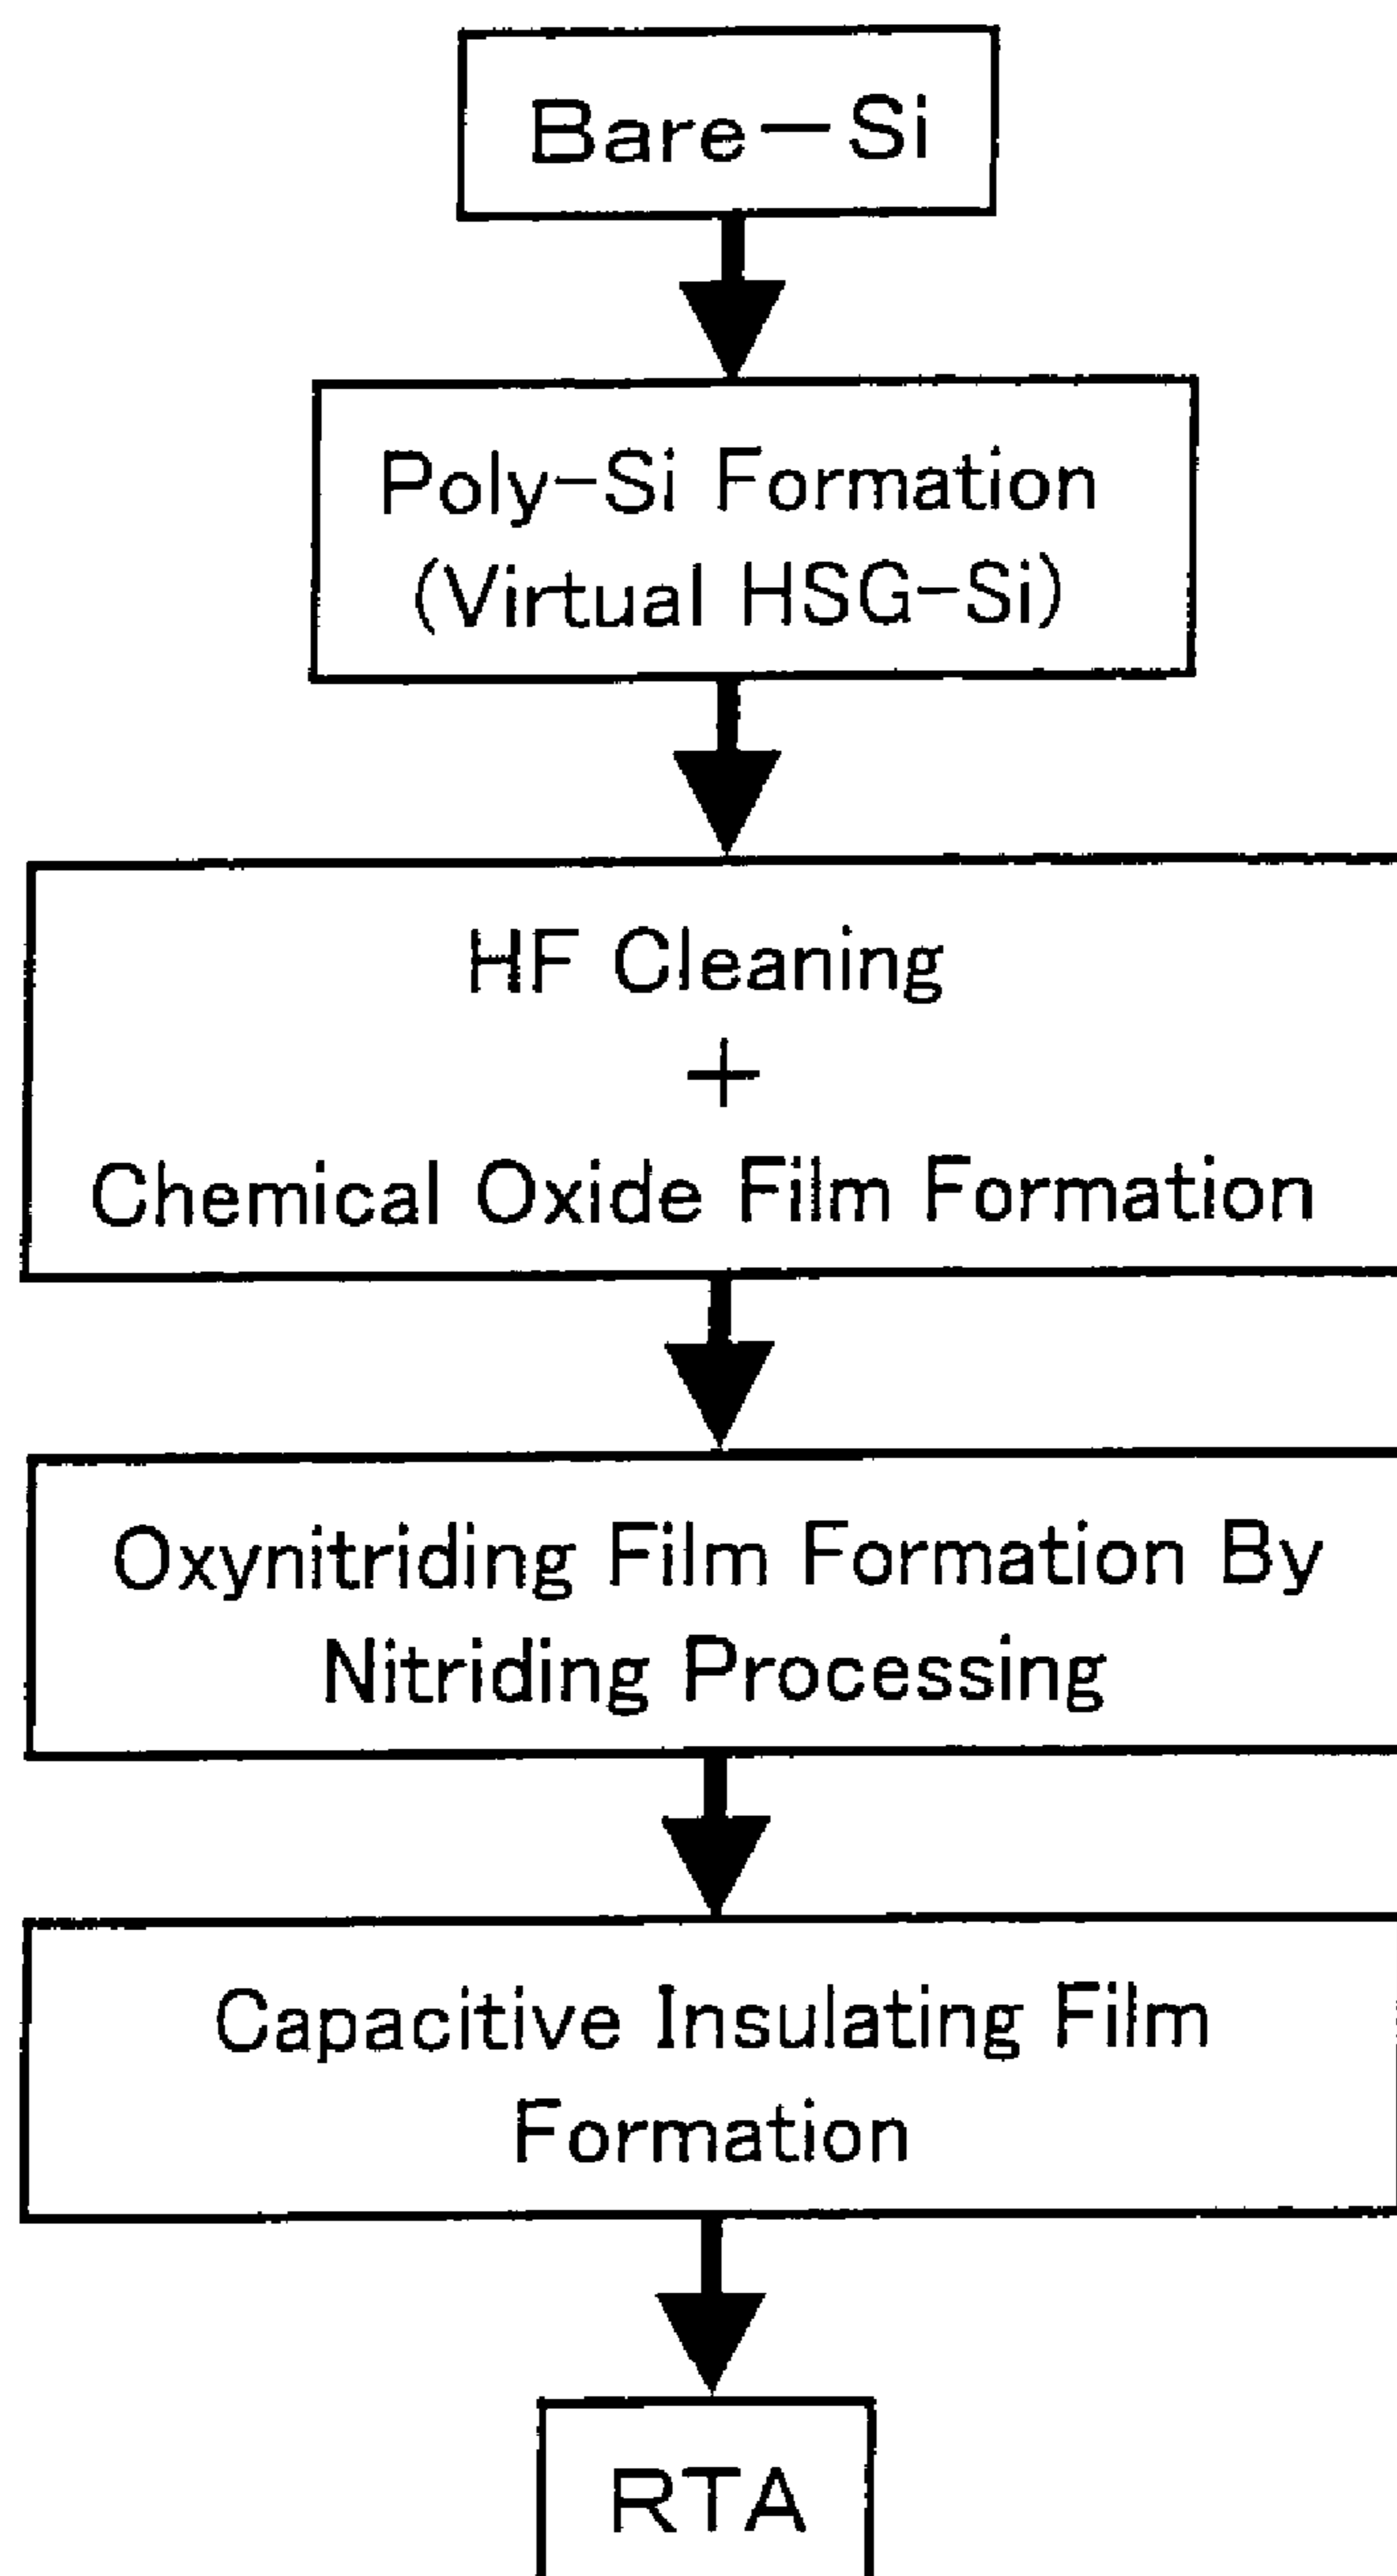 Bare-Si
Poly-Si Formation
(Virtual HSG-Si)
HF Cleaning
+
Chemical Oxide Film Formation
Oxynitriding Film Formation By
Nitriding Processing
Capacitive Insulating Film
Formation
RTA